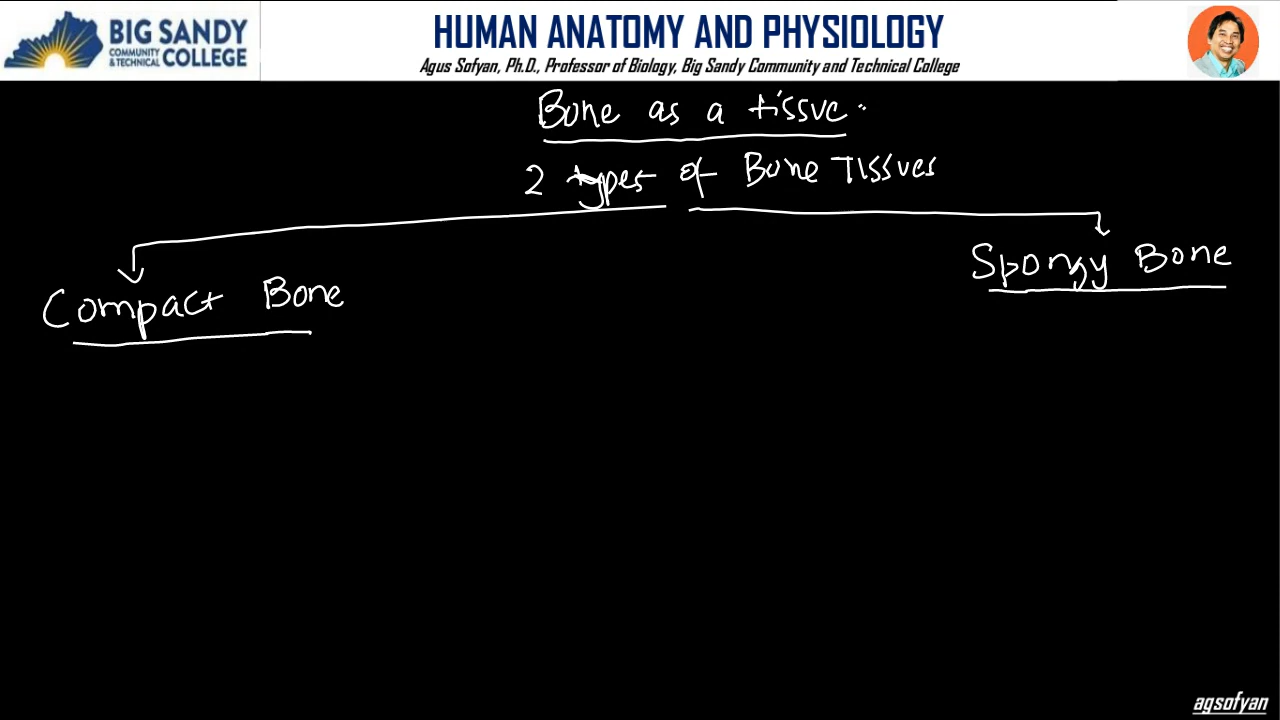 BIG SANDY
COMMUNITY & TECHNICAL COLLEGE
HUMAN ANATOMY AND PHYSIOLOGY
Agus Sofyan, Ph.D., Professor of Biology, Big Sandy Community and Technical College
Bone as a tissue
2 types of Bone Tissues
Compact Bone
Spongy Bone
agsofyan